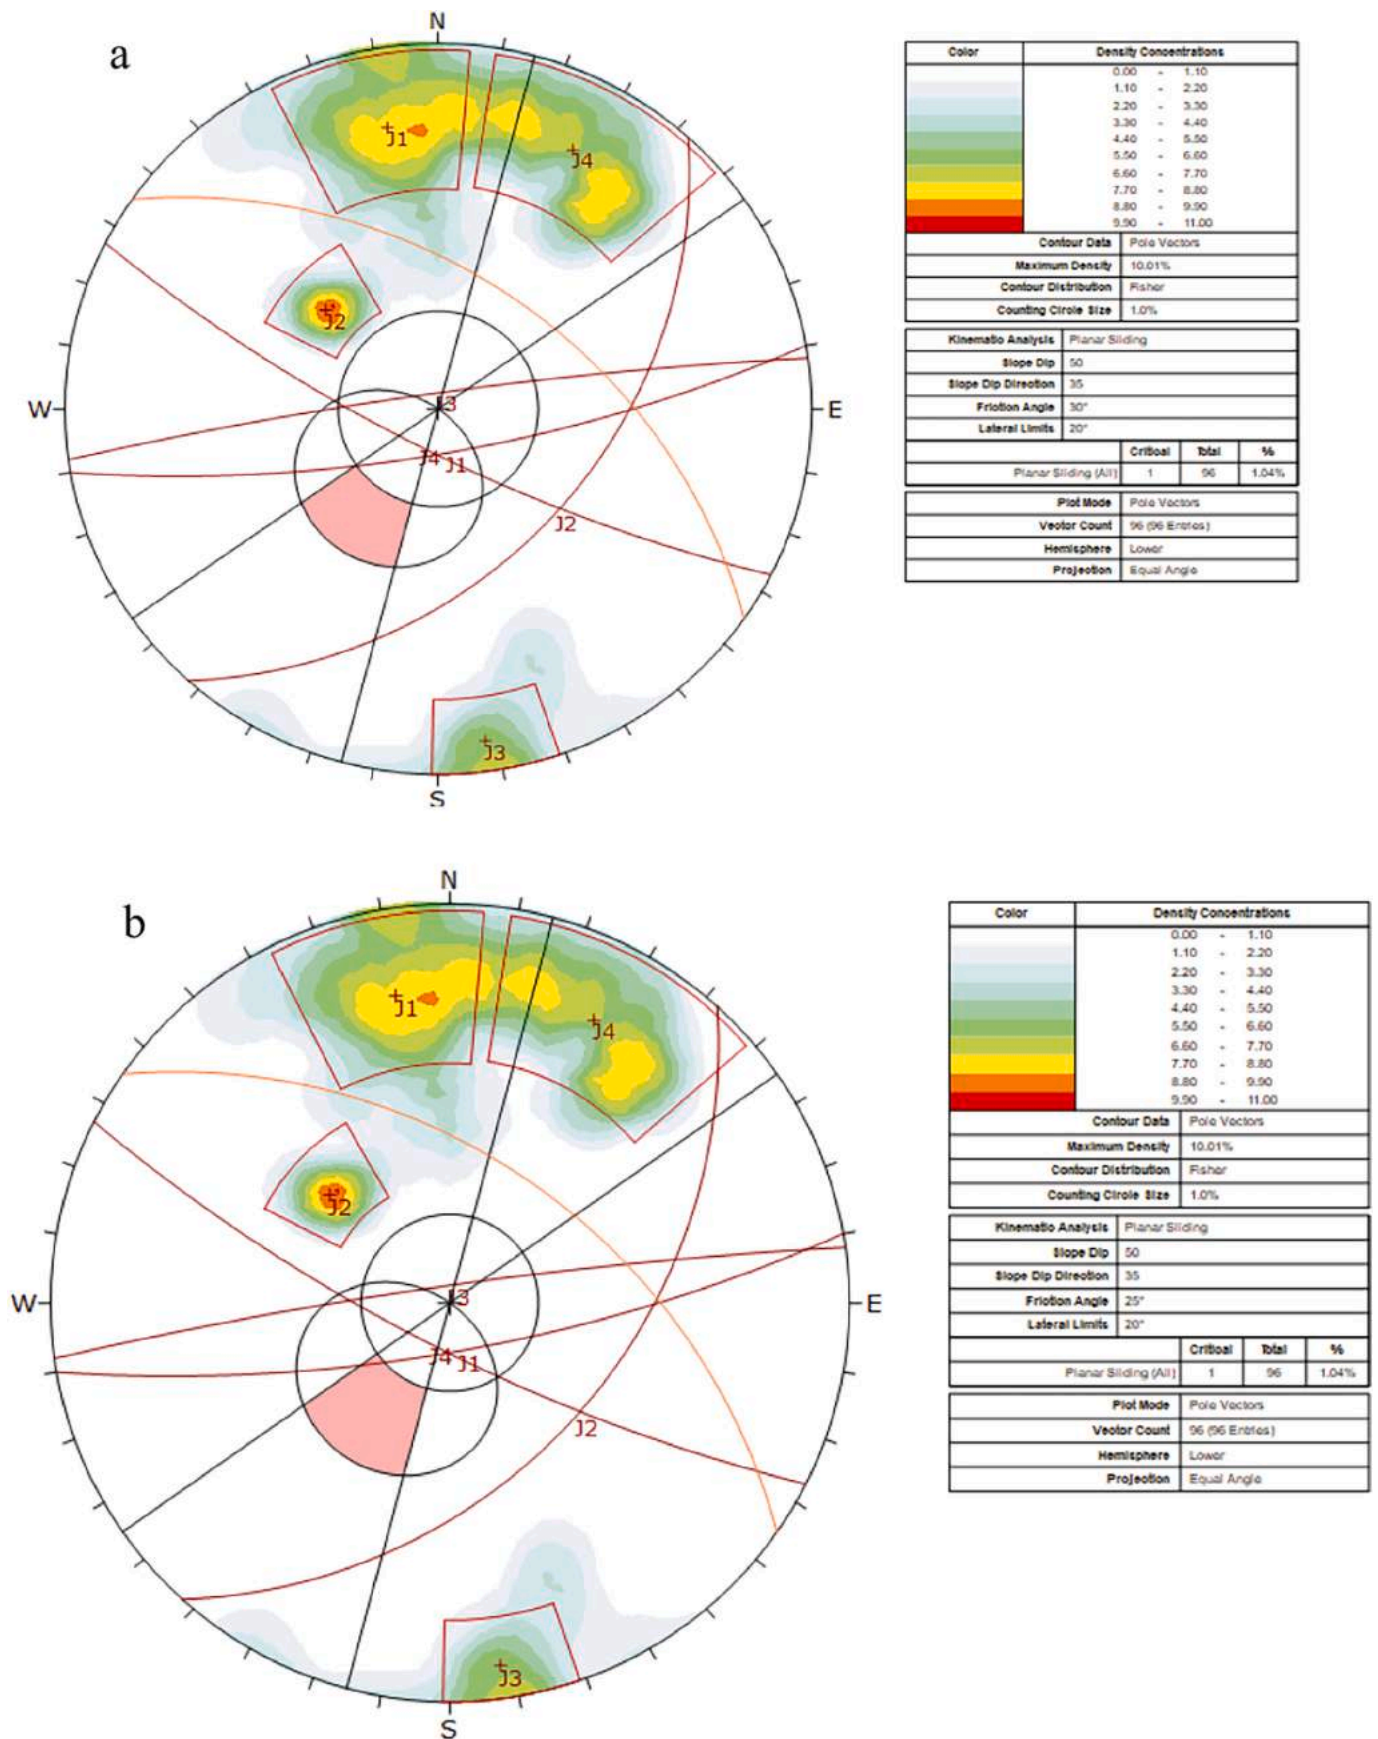 a
N
J1
J4
J2
W
J3
E
J4 J1
J2
J3
S
Color Density Concentrations
0.00 - 1.10
1.10 - 2.20
2.20 - 3.30
3.30 - 4.40
4.40 - 5.50
5.50 - 6.60
6.60 - 7.70
7.70 - 8.80
8.80 - 9.90
9.90 - 11.00
Contour Data Pole Vectors
Maximum Density 10.01%
Contour Distribution Fisher
Counting Circle Size 1.0%
Kinematic Analysis Planar Sliding
Slope Dip 50
Slope Dip Direction 35
Friction Angle 30°
Lateral Limits 20°
Critical Total %
Planar Sliding (All) 1 96 1.04%
Plot Mode Pole Vectors
Vector Count 96 (96 Entries)
Hemisphere Lower
Projection Equal Angle
b
N
J1
J4
J2
W
J3
E
J4 J1
J2
J3
S
Color Density Concentrations
0.00 - 1.10
1.10 - 2.20
2.20 - 3.30
3.30 - 4.40
4.40 - 5.50
5.50 - 6.60
6.60 - 7.70
7.70 - 8.80
8.80 - 9.90
9.90 - 11.00
Contour Data Pole Vectors
Maximum Density 10.01%
Contour Distribution Fisher
Counting Circle Size 1.0%
Kinematic Analysis Planar Sliding
Slope Dip 50
Slope Dip Direction 35
Friction Angle 25°
Lateral Limits 20°
Critical Total %
Planar Sliding (All) 1 96 1.04%
Plot Mode Pole Vectors
Vector Count 96 (96 Entries)
Hemisphere Lower
Projection Equal Angle